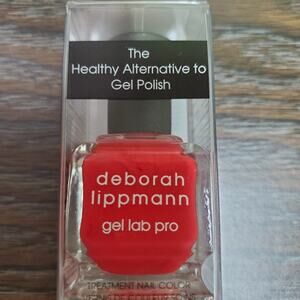 The
Healthy Alternative to
Gel Polish
deborah
lippmann
gel lab pro
TREATMENT NAIL COLOR